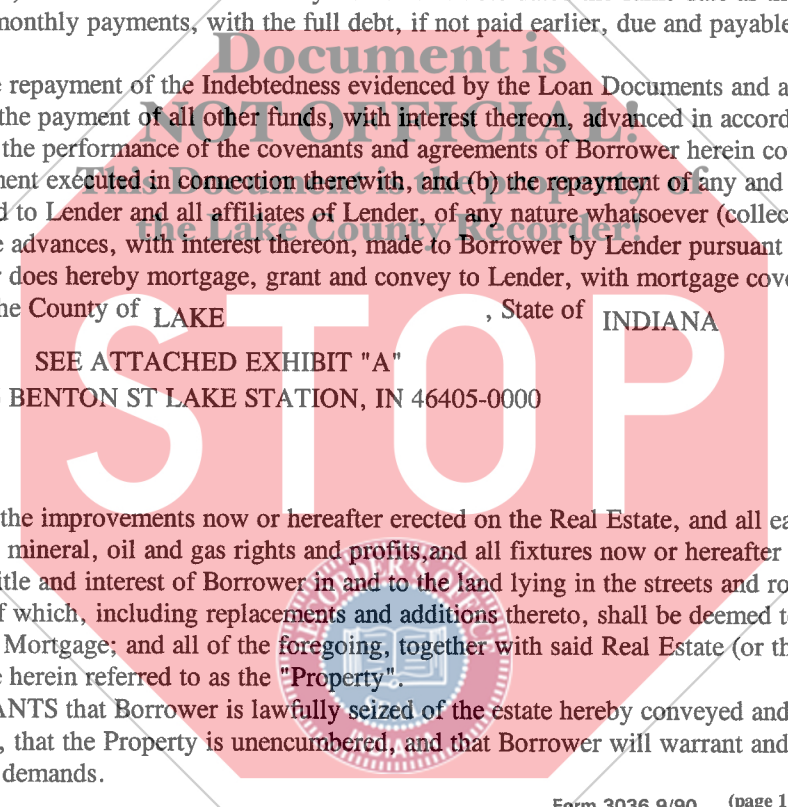 monthly payments, with the full debt, if not paid earlier, due and payable
Document is
repayment of the Indebtedness evidenced by the Loan Documents and a
the payment of all other funds, with interest thereon, advanced in accord
NOT OFFICIAL!
the performance of the covenants and agreements of Borrower herein co
ment executed in connection therewith, and (b) the repayment of any and
This Document is the property of
d to Lender and all affiliates of Lender, of any nature whatsoever (collec
the Lake County Recorder!
e advances, with interest thereon, made to Borrower by Lender pursuant
does hereby mortgage, grant and convey to Lender, with mortgage cove
he County of LAKE , State of INDIANA
SEE ATTACHED EXHIBIT "A"
BENTON ST LAKE STATION, IN 46405-0000
STOP
the improvements now or hereafter erected on the Real Estate, and all ea
mineral, oil and gas rights and profits,and all fixtures now or hereafter
itle and interest of Borrower in and to the land lying in the streets and ro
f which, including replacements and additions thereto, shall be deemed t
Mortgage; and all of the foregoing, together with said Real Estate (or th
e herein referred to as the "Property".
ANTS that Borrower is lawfully seized of the estate hereby conveyed and
, that the Property is unencumbered, and that Borrower will warrant and
demands.
Form 3036 9/90 (page 1